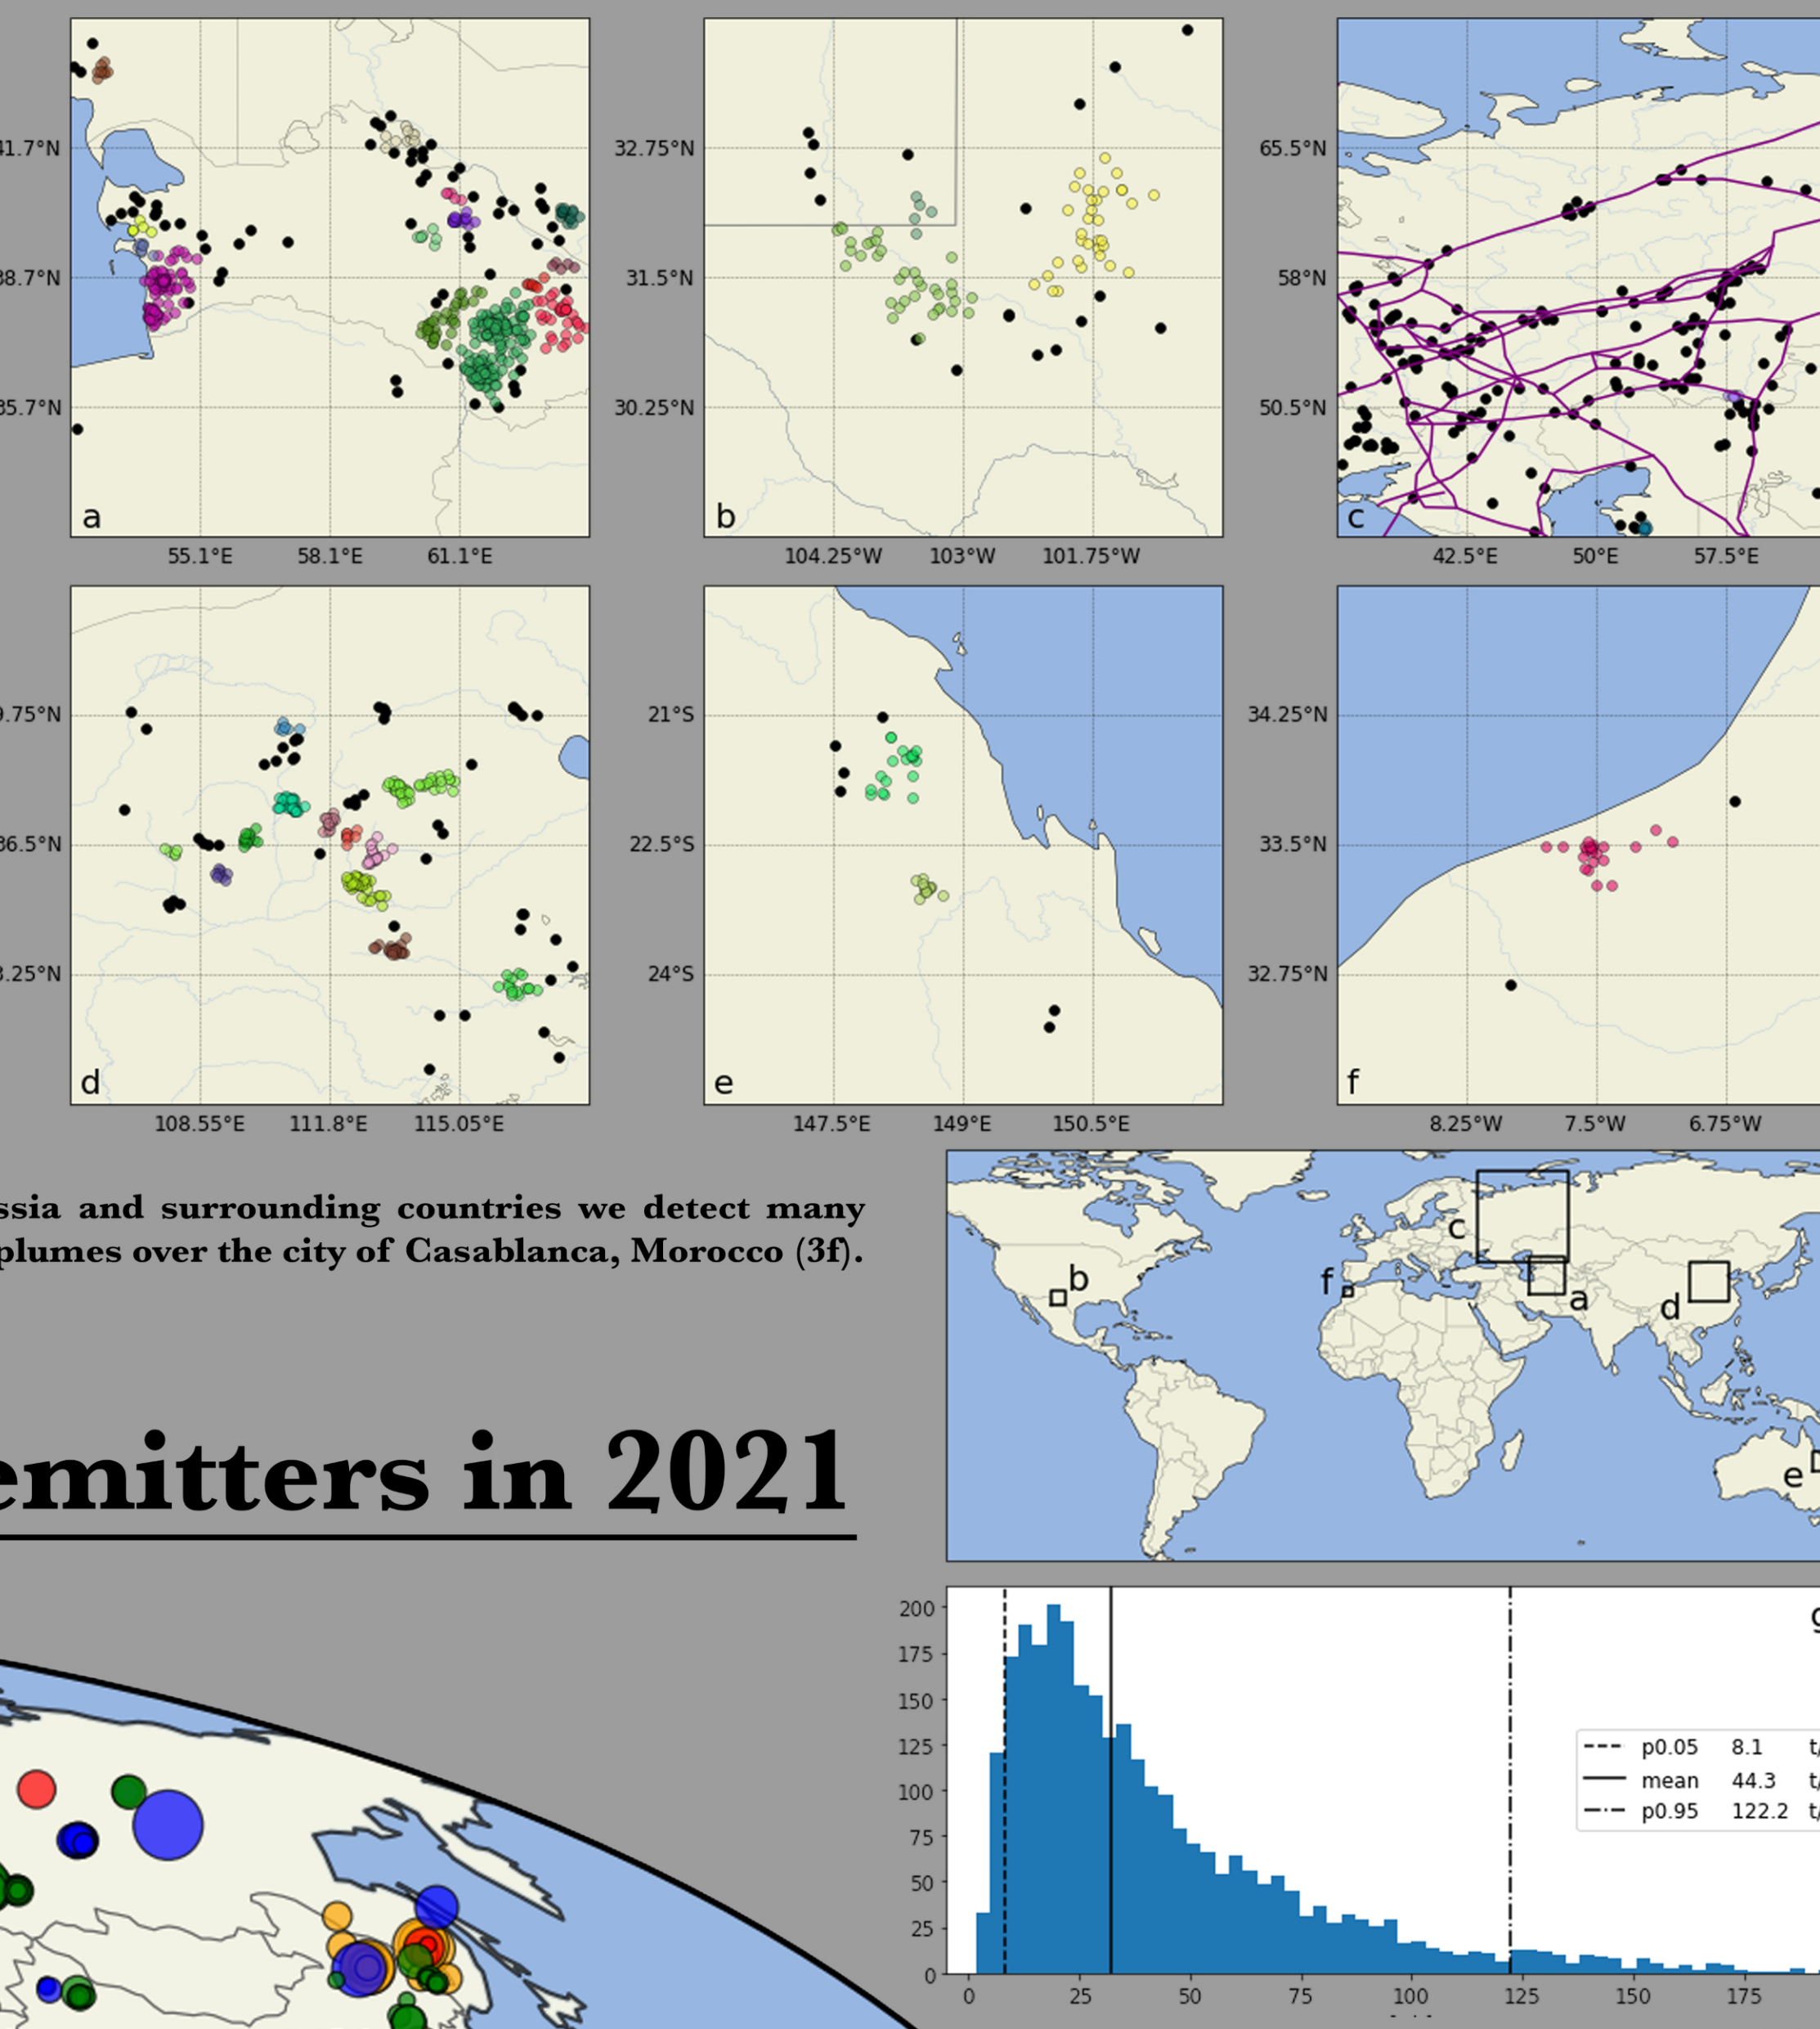 41.7°N
38.7°N
35.7°N
a
55.1°E 58.1°E 61.1°E
32.75°N
31.5°N
30.25°N
b
104.25°W 103°W 101.75°W
65.5°N
58°N
50.5°N
c
42.5°E 50°E 57.5°E
9.75°N
36.5°N
3.25°N
d
108.55°E 111.8°E 115.05°E
21°S
22.5°S
24°S
e
147.5°E 149°E 150.5°E
34.25°N
33.5°N
32.75°N
f
8.25°W 7.5°W 6.75°W
ssia and surrounding countries we detect many
plumes over the city of Casablanca, Morocco (3f).
emitters in 2021
c
b
f
a
d
e
200
175
150
125
100
75
50
25
0
g
p0.05 8.1 t/
mean 44.3 t/
p0.95 122.2 t/
0 25 50 75 100 125 150 175